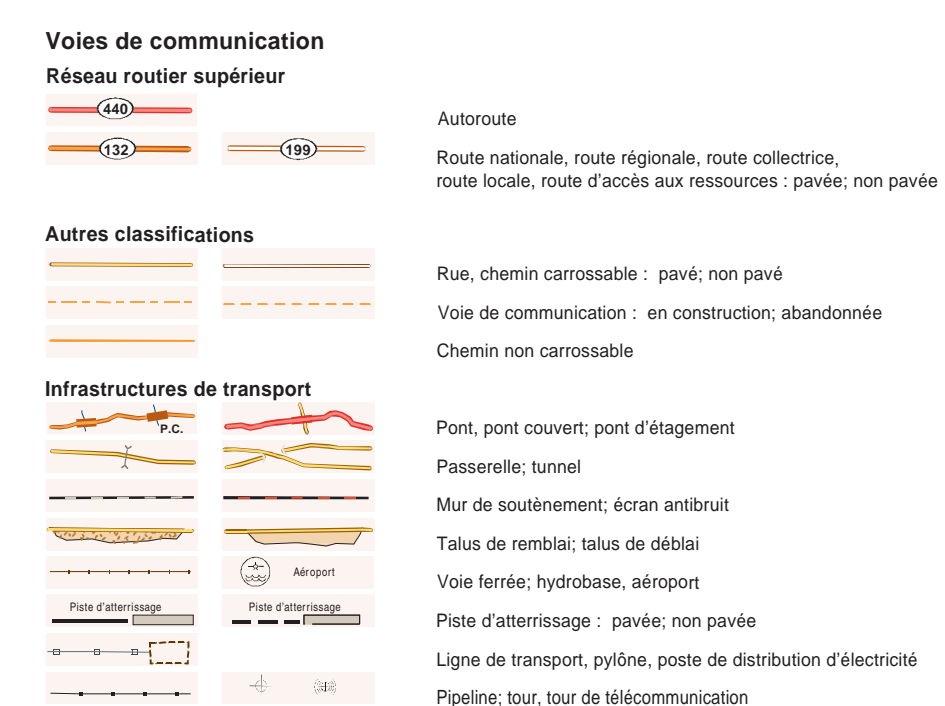 Voies de communication
Réseau routier supérieur
440
Autoroute
132
199
Route nationale, route régionale, route collectrice,
route locale, route d'accès aux ressources : pavée; non pavée
Autres classifications
Rue, chemin carrossable : pavé; non pavé
Voie de communication : en construction; abandonnée
Chemin non carrossable
Infrastructures de transport
P.C.
Pont, pont couvert; pont d'étagement
Passerelle; tunnel
Mur de soutènement; écran antibruit
Talus de remblai; talus de déblai
Aéroport
Voie ferrée; hydrobase, aéroport
Piste d'atterrissage
Piste d'atterrissage
Piste d'atterrissage : pavée; non pavée
Ligne de transport, pylône, poste de distribution d'électricité
Pipeline; tour, tour de télécommunication